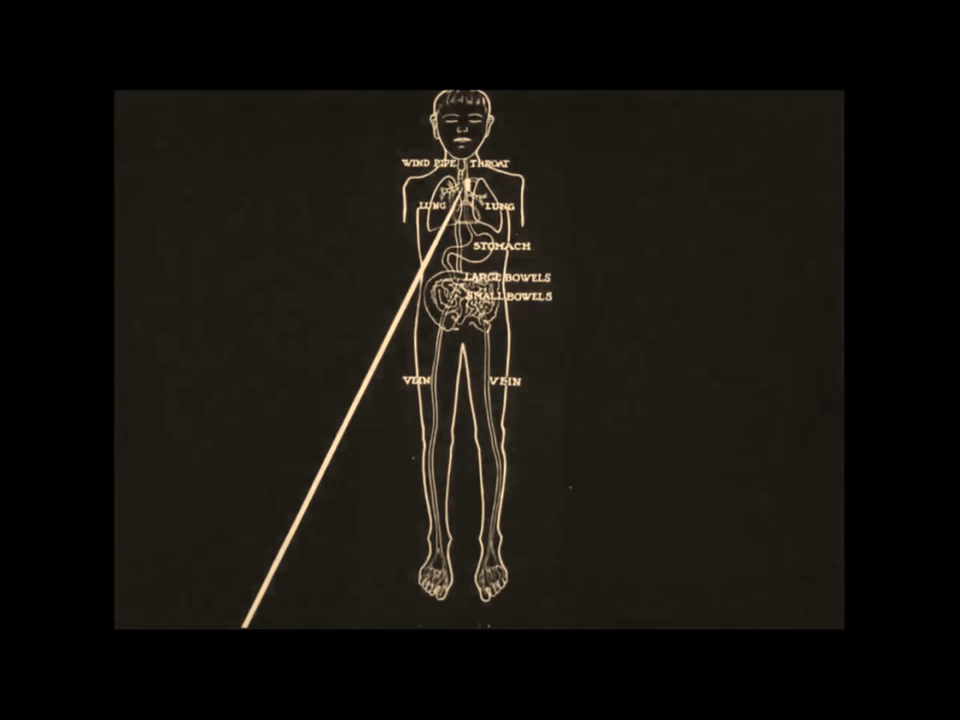 WIND PIPE THROAT
LUNG LUNG
STOMACH
LARGE BOWELS
SMALL BOWELS
VEIN VEIN